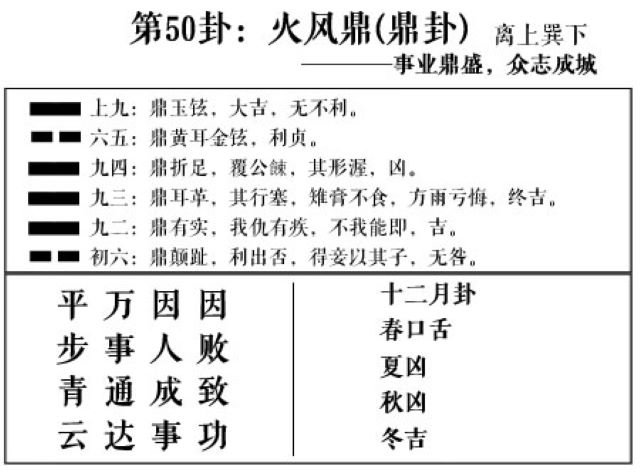 第50卦：火风鼎(鼎卦) 离上巽下
————事业鼎盛，众志成城
上九：鼎玉铉，大吉，无不利。
六五：鼎黄耳金铉，利贞。
九四：鼎折足，覆公餗，其形渥，凶。
九三：鼎耳革，其行塞，雉膏不食，方雨亏悔，终吉。
九二：鼎有实，我仇有疾，不我能即，吉。
初六：鼎颠趾，利出否，得妾以其子，无咎。
因败致功
因人成事
万事通达
平步青云
十二月卦
春口舌
夏凶
秋凶
冬吉